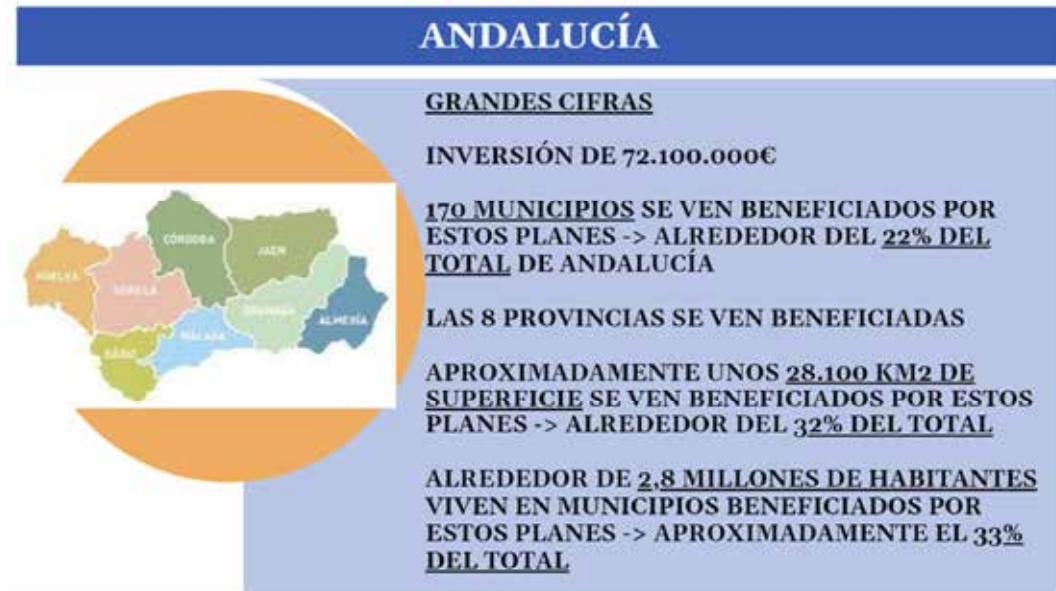 ANDALUCÍA
GRANDES CIFRAS
INVERSIÓN DE 72.100.000€
170 MUNICIPIOS SE VEN BENEFICIADOS POR
ESTOS PLANES -> ALREDEDOR DEL 22% DEL
TOTAL DE ANDALUCÍA
LAS 8 PROVINCIAS SE VEN BENEFICIADAS
APROXIMADAMENTE UNOS 28.100 KM2 DE
SUPERFICIE SE VEN BENEFICIADOS POR ESTOS
PLANES -> ALREDEDOR DEL 32% DEL TOTAL
ALREDEDOR DE 2,8 MILLONES DE HABITANTES
VIVEN EN MUNICIPIOS BENEFICIADOS POR
ESTOS PLANES -> APROXIMADAMENTE EL 33%
DEL TOTAL
CÓRDOBA
JAÉN
HUELVA
SEVILLA
GRANADA
ALMERÍA
MÁLAGA
CÁDIZ